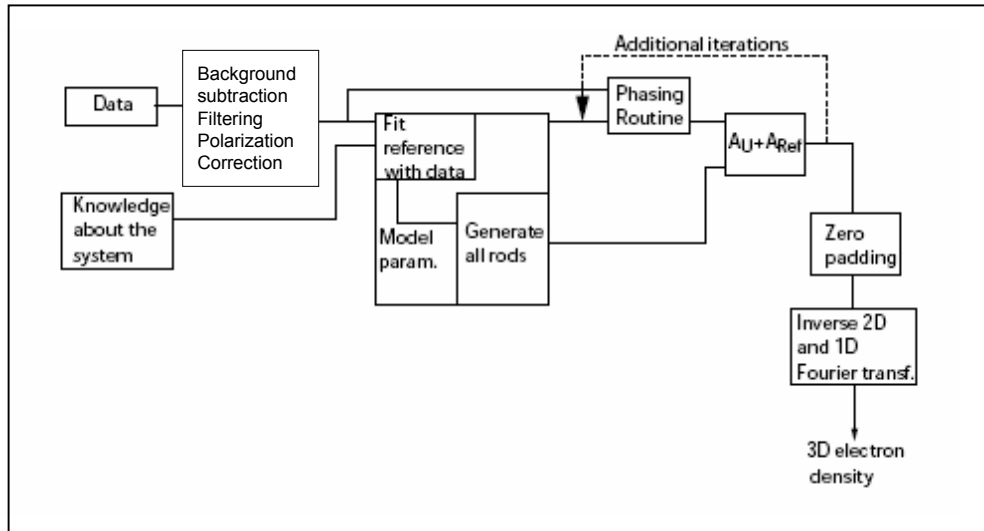 Data
Background
subtraction
Filtering
Polarization
Correction
Knowledge
about the
system
Fit
reference
with data
Model
param.
Generate
all rods
Additional iterations
Phasing
Routine
AU+ARef
Zero
padding
Inverse 2D
and 1D
Fourier transf.
3D electron
density